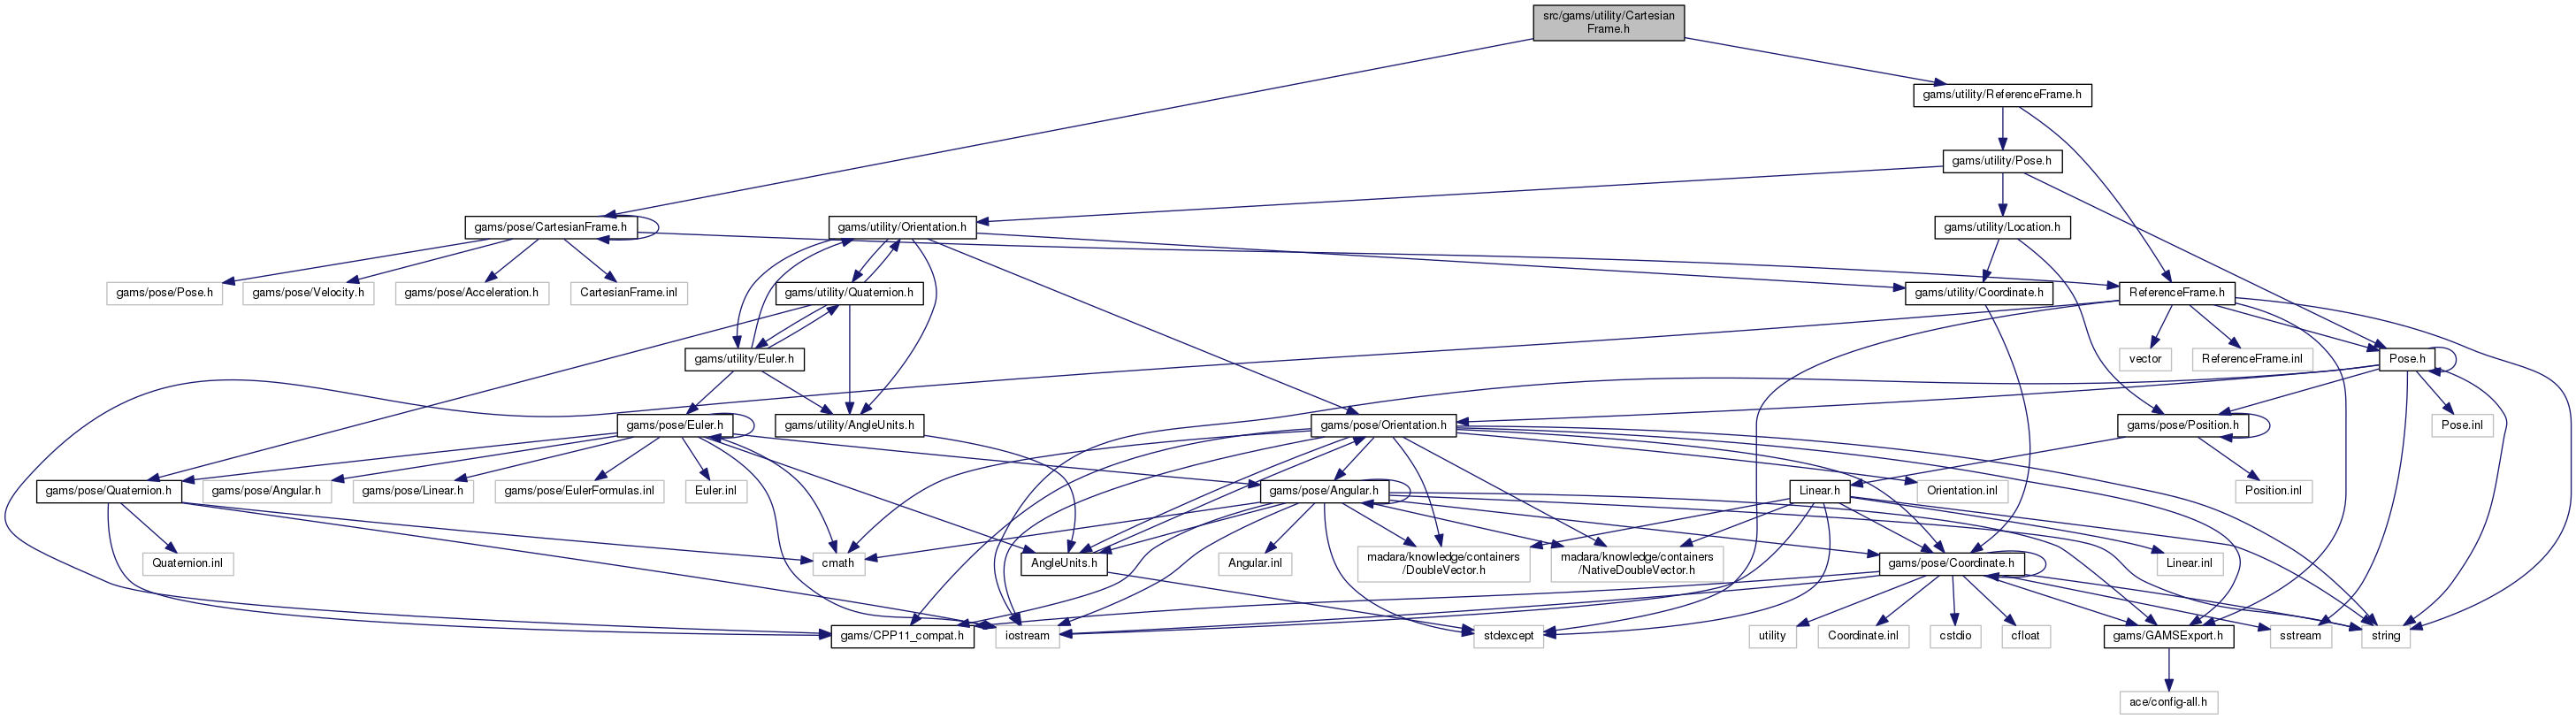 src/gams/utility/Cartesian
Frame.h
gams/utility/ReferenceFrame.h
gams/utility/Pose.h
gams/pose/CartesianFrame.h
gams/utility/Orientation.h
gams/utility/Location.h
gams/pose/Pose.h
gams/pose/Velocity.h
gams/pose/Acceleration.h
CartesianFrame.inl
gams/utility/Quaternion.h
gams/utility/Coordinate.h
ReferenceFrame.h
gams/utility/Euler.h
vector
ReferenceFrame.inl
Pose.h
gams/pose/Euler.h
gams/utility/AngleUnits.h
gams/pose/Orientation.h
gams/pose/Position.h
Pose.inl
gams/pose/Quaternion.h
gams/pose/Angular.h
gams/pose/Linear.h
gams/pose/EulerFormulas.inl
Euler.inl
gams/pose/Angular.h
Linear.h
Orientation.inl
Position.inl
Quaternion.inl
cmath
AngleUnits.h
Angular.inl
madara/knowledge/containers
/DoubleVector.h
madara/knowledge/containers
/NativeDoubleVector.h
gams/pose/Coordinate.h
Linear.inl
gams/CPP11_compat.h
iostream
stdexcept
utility
Coordinate.inl
cstdio
cfloat
gams/GAMSExport.h
sstream
string
ace/config-all.h